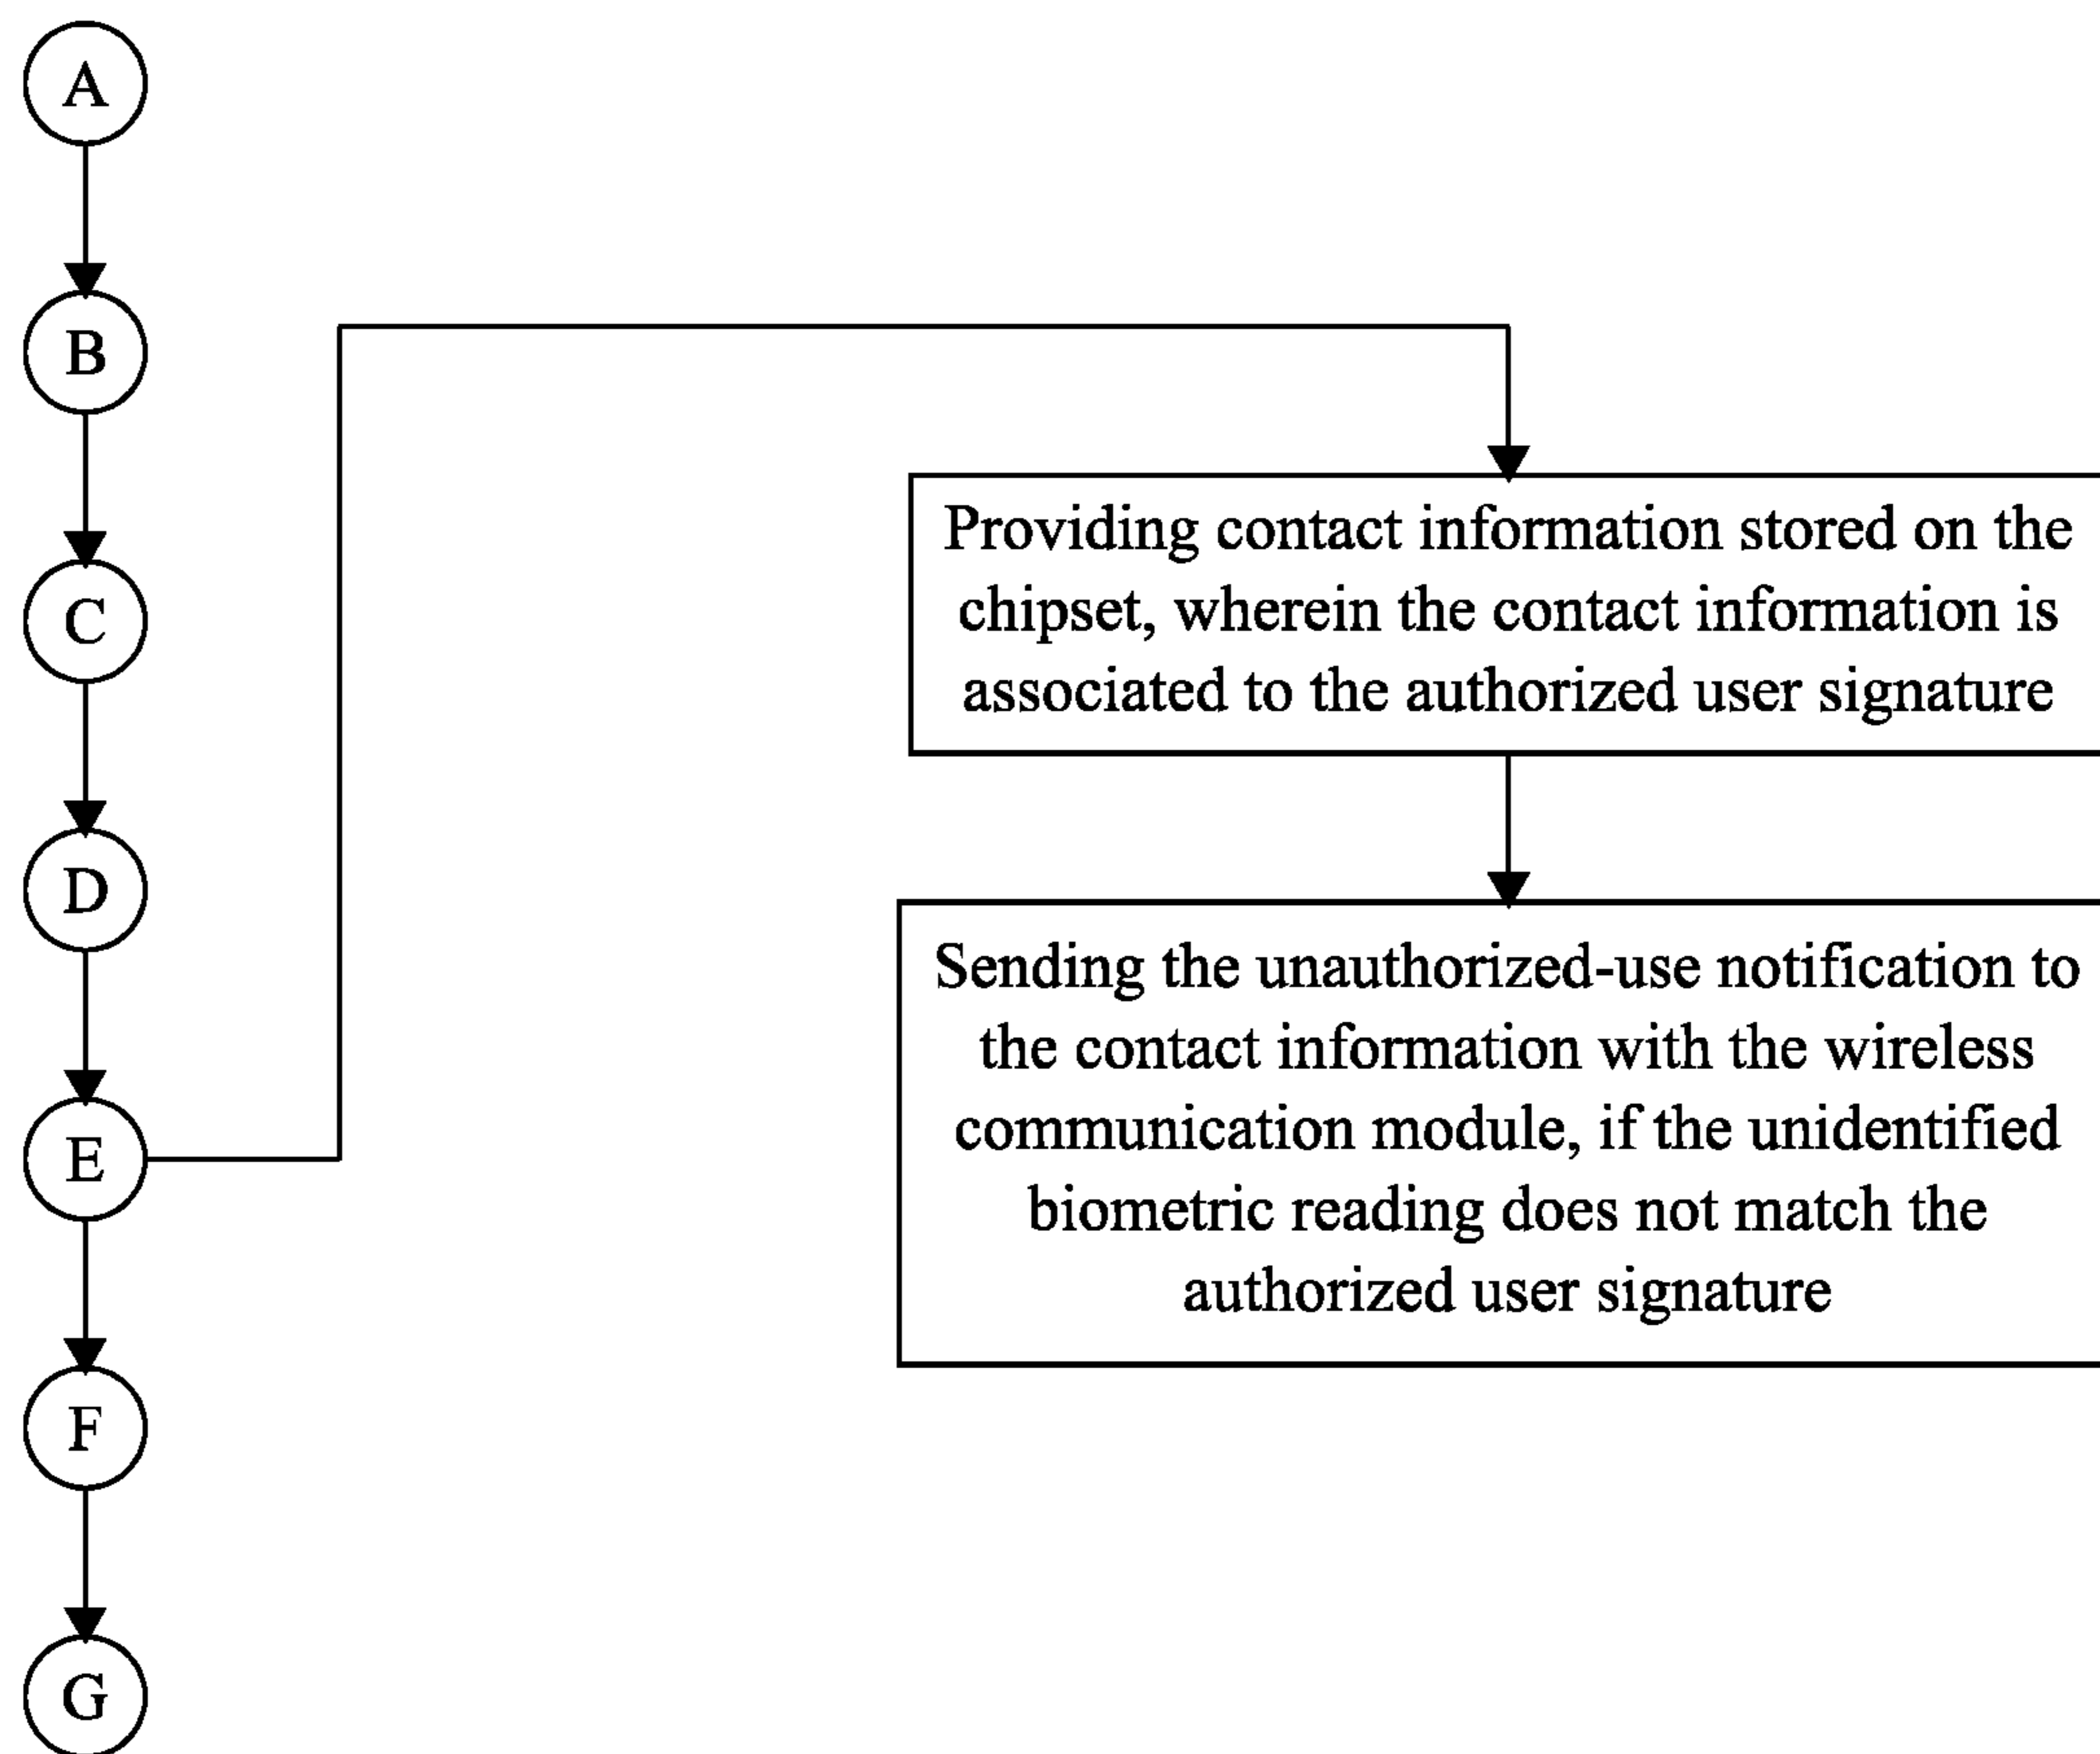 A
B
C
D
E
F
G
Providing contact information stored on the
chipset, wherein the contact information is
associated to the authorized user signature
Sending the unauthorized-use notification to
the contact information with the wireless
communication module, if the unidentified
biometric reading does not match the
authorized user signature